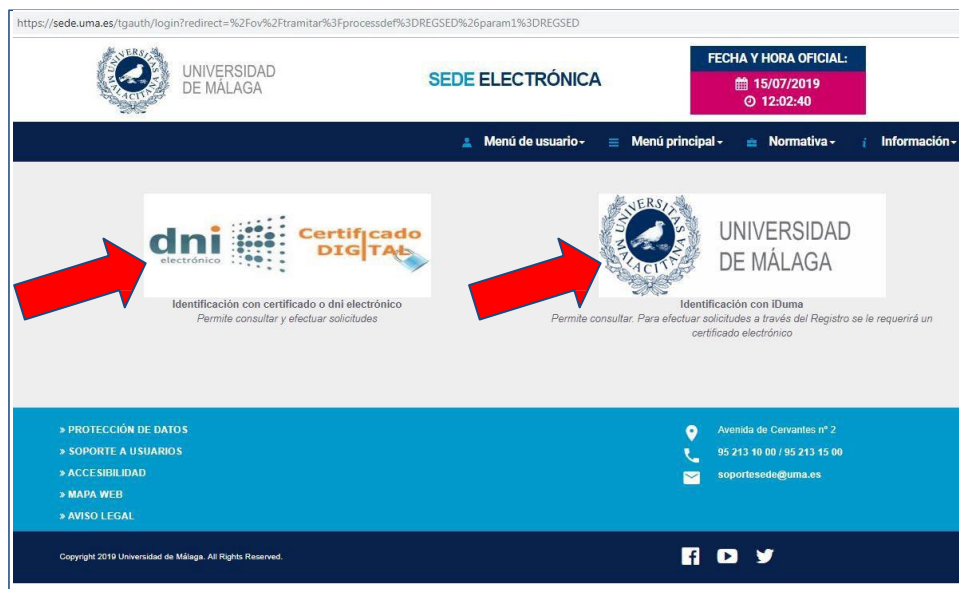 https://sede.uma.es/tgauth/login?redirect=%2Fov%2Ftramitar%3Fprocessdef%3DREGSED%26param1%3DREGSED
UNIVERSITAS MALACITANA
UNIVERSIDAD
DE MÁLAGA
SEDE ELECTRÓNICA
FECHA Y HORA OFICIAL:
15/07/2019
12:02:40
Menú de usuario
Menú principal
Normativa
Información
dni
electrónico
Certificado
DIGITAL
Identificación con certificado o dni electrónico
Permite consultar y efectuar solicitudes
UNIVERSITAS MALACITANA
UNIVERSIDAD
DE MÁLAGA
Identificación con iDuma
Permite consultar. Para efectuar solicitudes a través del Registro se le requerirá un
certificado electrónico
» PROTECCIÓN DE DATOS
» SOPORTE A USUARIOS
» ACCESIBILIDAD
» MAPA WEB
» AVISO LEGAL
Avenida de Cervantes nº 2
95 213 10 00 / 95 213 15 00
soportesede@uma.es
Copyright 2019 Universidad de Málaga. All Rights Reserved.